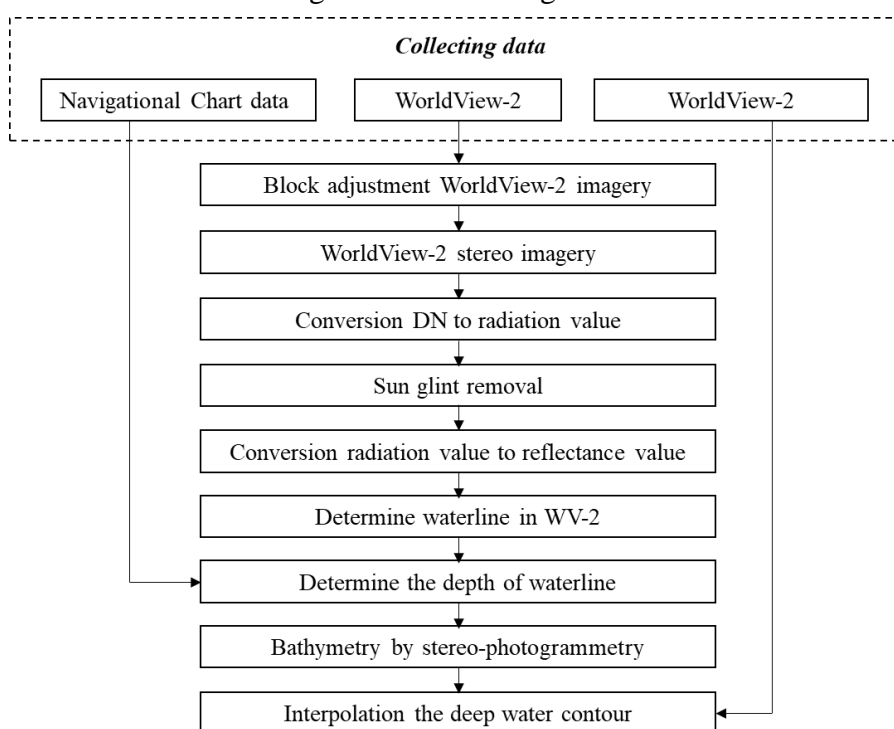 Collecting data
Navigational Chart data
WorldView-2
WorldView-2
Block adjustment WorldView-2 imagery
WorldView-2 stereo imagery
Conversion DN to radiation value
Sun glint removal
Conversion radiation value to reflectance value
Determine waterline in WV-2
Determine the depth of waterline
Bathymetry by stereo-photogrammetry
Interpolation the deep water contour